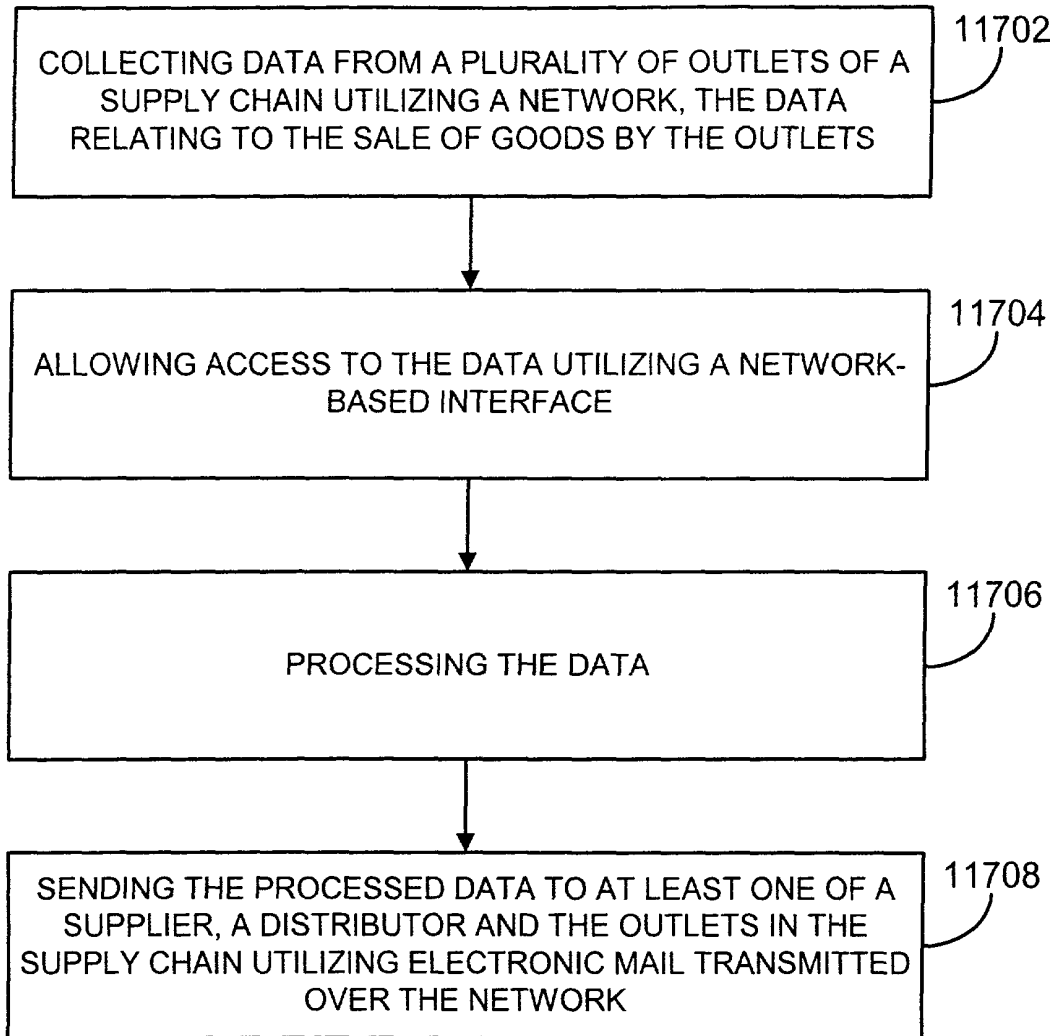 11702
COLLECTING DATA FROM A PLURALITY OF OUTLETS OF A
SUPPLY CHAIN UTILIZING A NETWORK, THE DATA
RELATING TO THE SALE OF GOODS BY THE OUTLETS
11704
ALLOWING ACCESS TO THE DATA UTILIZING A NETWORK-
BASED INTERFACE
11706
PROCESSING THE DATA
11708
SENDING THE PROCESSED DATA TO AT LEAST ONE OF A
SUPPLIER, A DISTRIBUTOR AND THE OUTLETS IN THE
SUPPLY CHAIN UTILIZING ELECTRONIC MAIL TRANSMITTED
OVER THE NETWORK